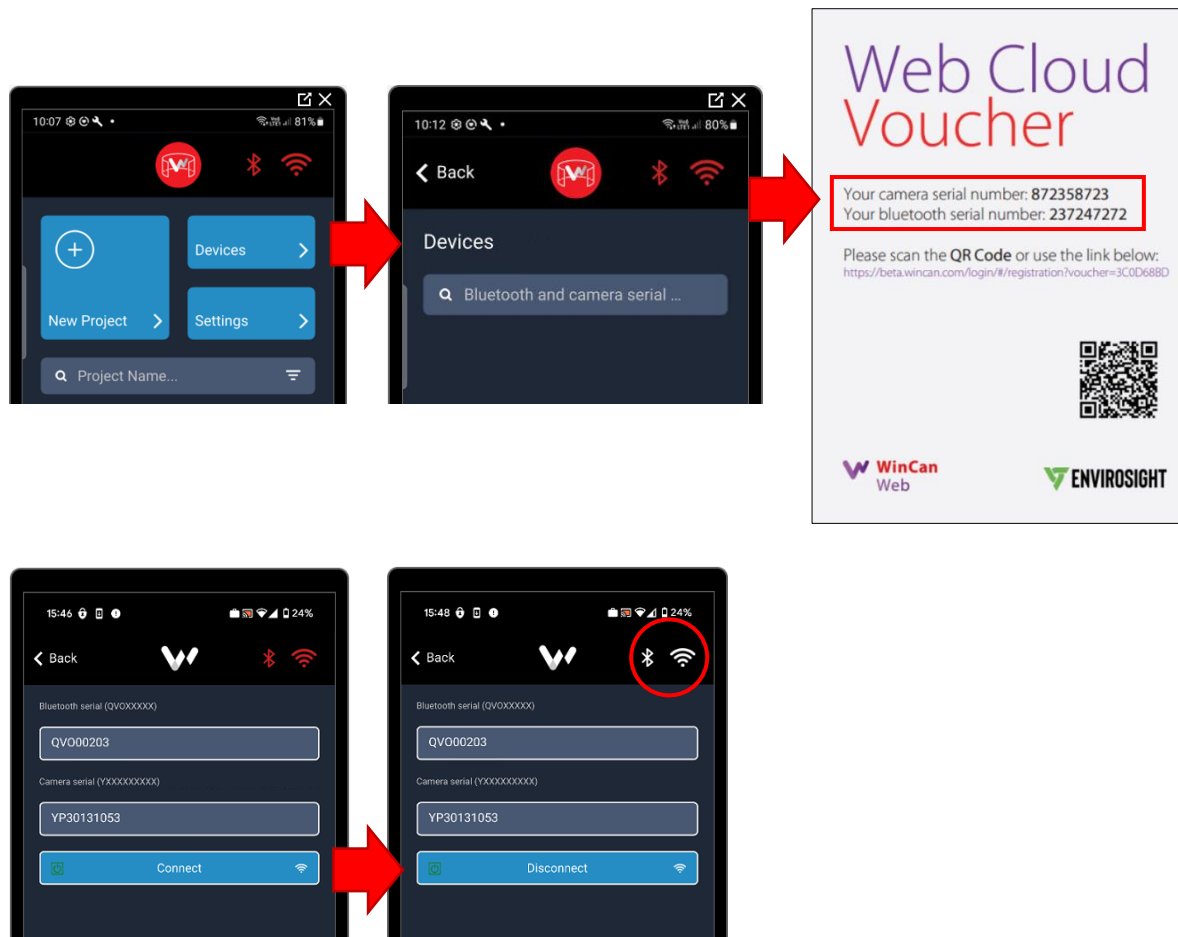 10:07
81%
Devices
New Project
Settings
Project Name...
10:12
80%
Back
Devices
Bluetooth and camera serial ...
Web Cloud
Voucher
Your camera serial number: 872358723
Your bluetooth serial number: 237247272
Please scan the QR Code or use the link below:
https://beta.wincan.com/login/#/registration?voucher=3C0D68BD
WinCan
Web
ENVIROSIGHT
15:46
24%
Back
Bluetooth serial (QVOXXXXX)
QVO00203
Camera serial (YXXXXXXXXX)
YP30131053
Connect
15:48
24%
Back
Bluetooth serial (QVOXXXXX)
QVO00203
Camera serial (YXXXXXXXXX)
YP30131053
Disconnect